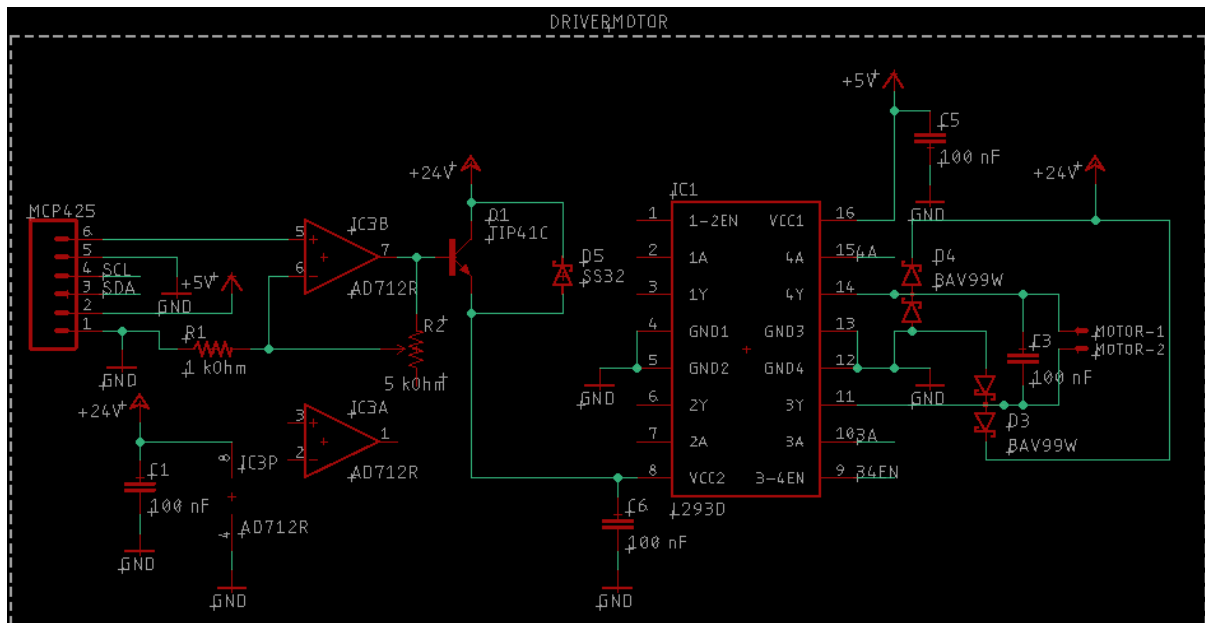 DRIVERMOTOR
MCP425
6
5
4
SCL
3
SDA
2
1
GND
+5V
GND
R1
1 kOhm
5
6
7
IC3B
AD712R
R2
5 kOhm
+24V
Q1
TIP41C
D5
SS32
+24V
C1
100 nF
GND
8
IC3P
4
AD712R
GND
3
2
1
IC3A
AD712R
IC1
1 1-2EN VCC1 16
2 1A 4A 15 4A
3 1Y 4Y 14
4 GND1 GND3 13
5 GND2 GND4 12
6 2Y 3Y 11
7 2A 3A 10 3A
8 VCC2 3-4EN 9 34EN
L293D
GND
C6
100 nF
GND
+5V
C5
100 nF
GND
+24V
D4
BAV99W
MOTOR-1
MOTOR-2
C3
100 nF
GND
D3
BAV99W